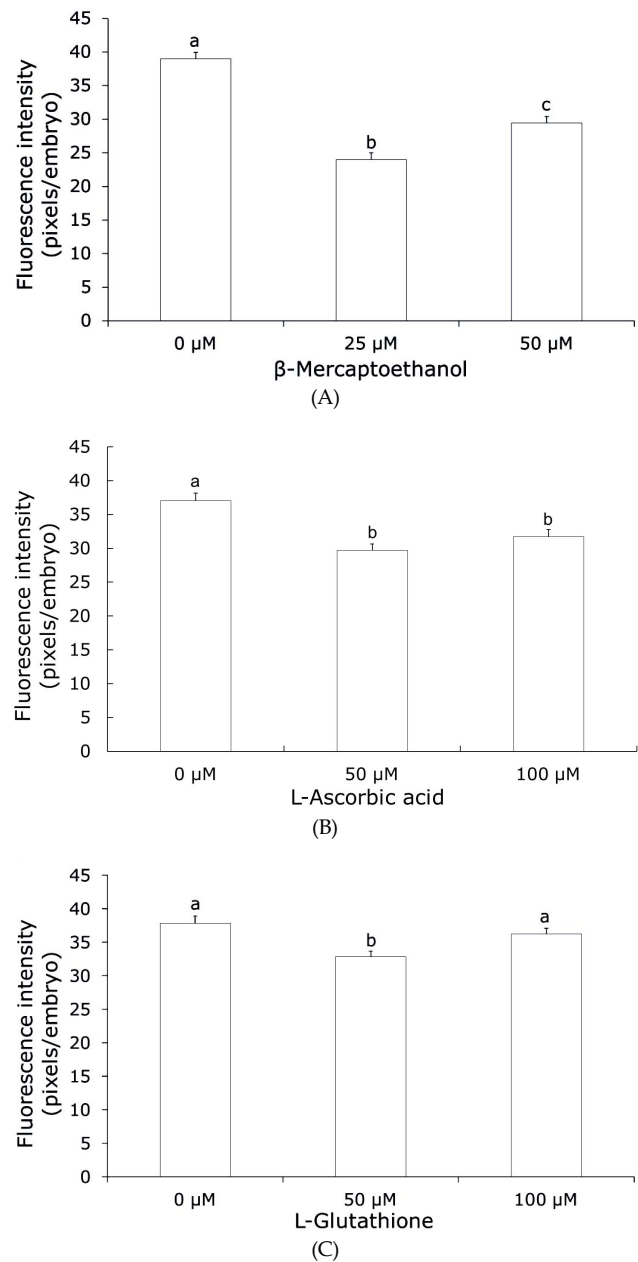 45
a
40
35
c
30
b
25
20
15
10
5
0
Fluorescence intensity
(pixels/embryo)
0 µM 25 µM 50 µM
β-Mercaptoethanol
(A)
45
40
a
35
b b
30
25
20
15
10
5
0
Fluorescence intensity
(pixels/embryo)
0 µM 50 µM 100 µM
L-Ascorbic acid
(B)
45
a a
40
b
35
30
25
20
15
10
5
0
Fluorescence intensity
(pixels/embryo)
0 µM 50 µM 100 µM
L-Glutathione
(C)